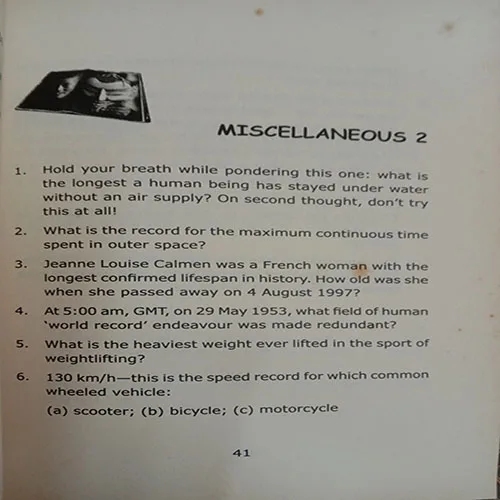 MISCELLANEOUS 2
1. Hold your breath while pondering this one: what is
the longest a human being has stayed under water
without an air supply? On second thought, don't try
this at all!
2. What is the record for the maximum continuous time
spent in outer space?
3. Jeanne Louise Calmen was a French woman with the
longest confirmed lifespan in history. How old was she
when she passed away on 4 August 1997?
4. At 5:00 am, GMT, on 29 May 1953, what field of human
'world record' endeavour was made redundant?
5. What is the heaviest weight ever lifted in the sport of
weightlifting?
6. 130 km/h—this is the speed record for which common
wheeled vehicle:
(a) scooter; (b) bicycle; (c) motorcycle
41